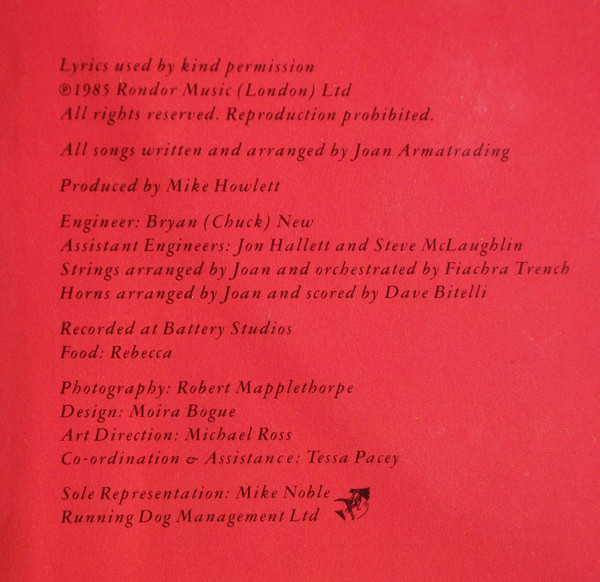 Lyrics used by kind permission
℗1985 Rondor Music (London) Ltd
All rights reserved. Reproduction prohibited.
All songs written and arranged by Joan Armatrading
Produced by Mike Howlett
Engineer: Bryan (Chuck) New
Assistant Engineers: Jon Hallett and Steve McLaughlin
Strings arranged by Joan and orchestrated by Fiachra Trench
Horns arranged by Joan and scored by Dave Bitelli
Recorded at Battery Studios
Food: Rebecca
Photography: Robert Mapplethorpe
Design: Moira Bogue
Art Direction: Michael Ross
Co-ordination & Assistance: Tessa Pacey
Sole Representation: Mike Noble
Running Dog Management Ltd